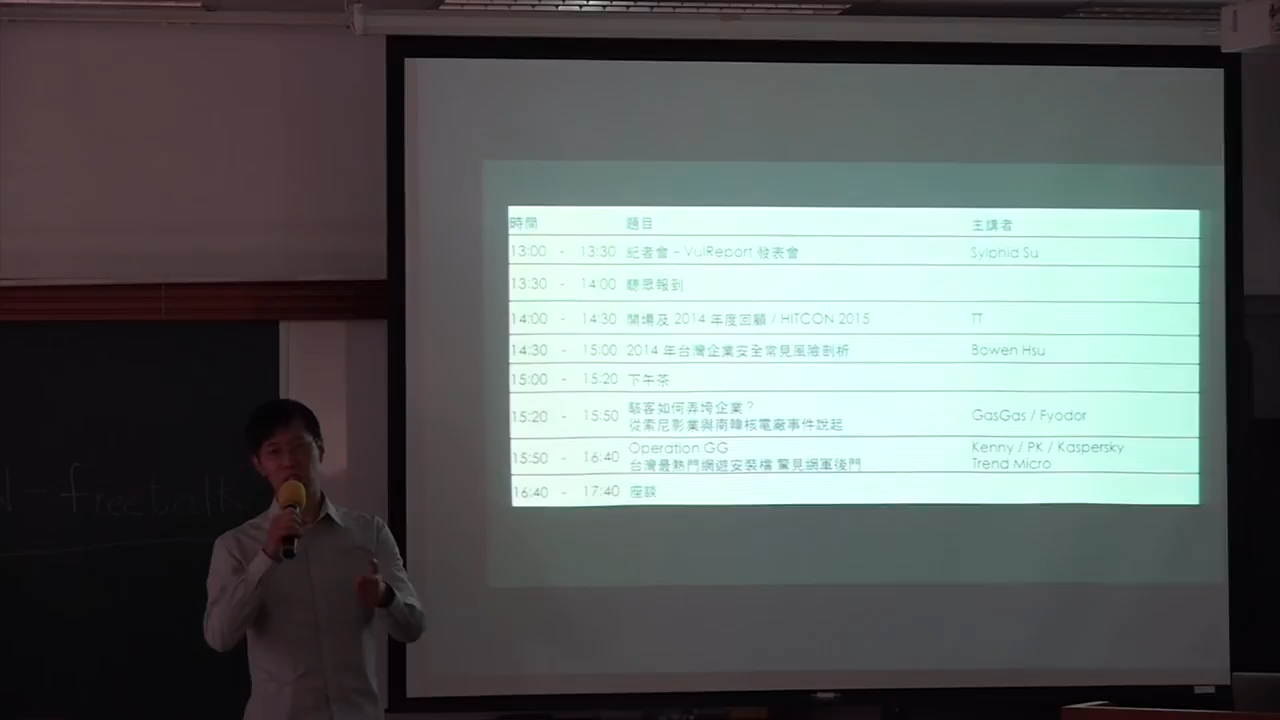 時間 題目 主講者
13:00 - 13:30 記者會 – VulReport 發表會 Sylphid Su
13:30 - 14:00 聽眾報到
14:00 - 14:30 開場及 2014 年度回顧 / HITCON 2015 TT
14:30 - 15:00 2014 年台灣企業安全常見風險剖析 Bowen Hsu
15:00 - 15:20 下午茶
15:20 - 15:50 駭客如何弄垮企業？ GasGas / Fyodor
從索尼影業與南韓核電廠事件說起
15:50 - 16:40 Operation GG Kenny / PK / Kaspersky
台灣最熱門網遊安裝檔 驚見網軍後門 Trend Micro
16:40 - 17:40 座談
- freetalk